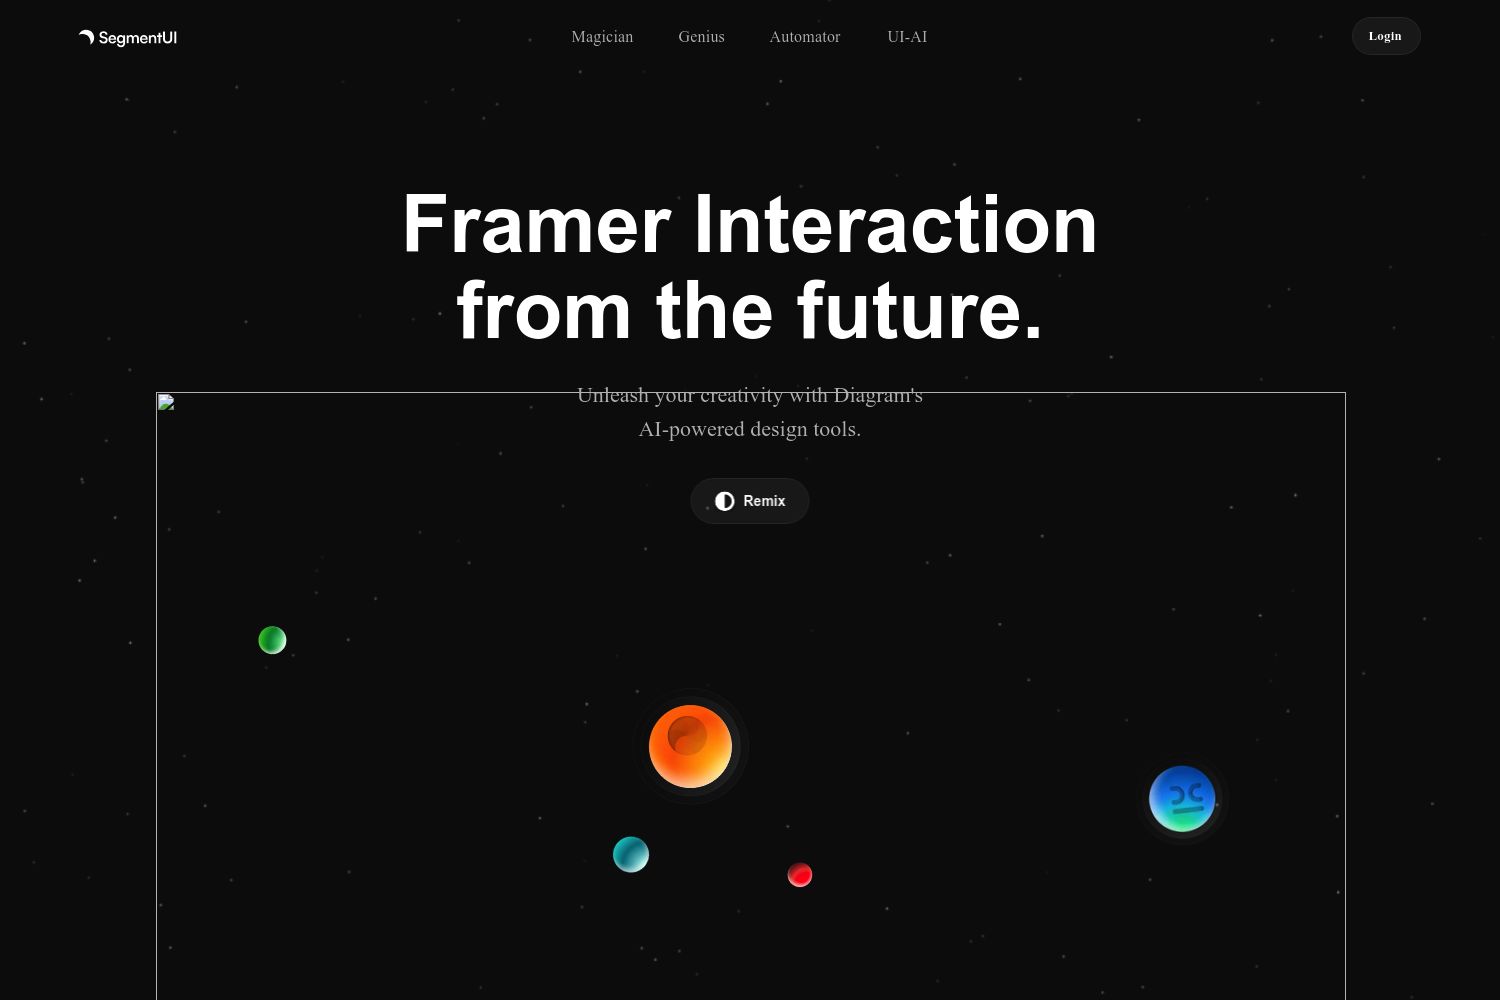 SegmentUI
Magician
Genius
Automator
UI-AI
Login
Framer Interaction
from the future.
Unleash your creativity with Diagram's
AI-powered design tools.
Remix